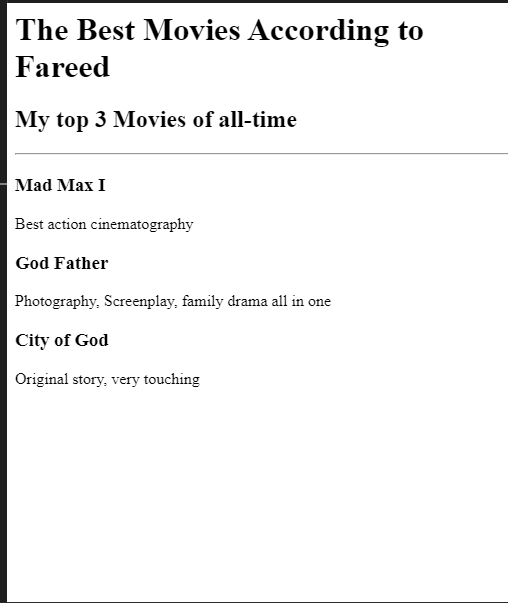 The Best Movies According to
Fareed
My top 3 Movies of all-time
Mad Max I
Best action cinematography
God Father
Photography, Screenplay, family drama all in one
City of God
Original story, very touching